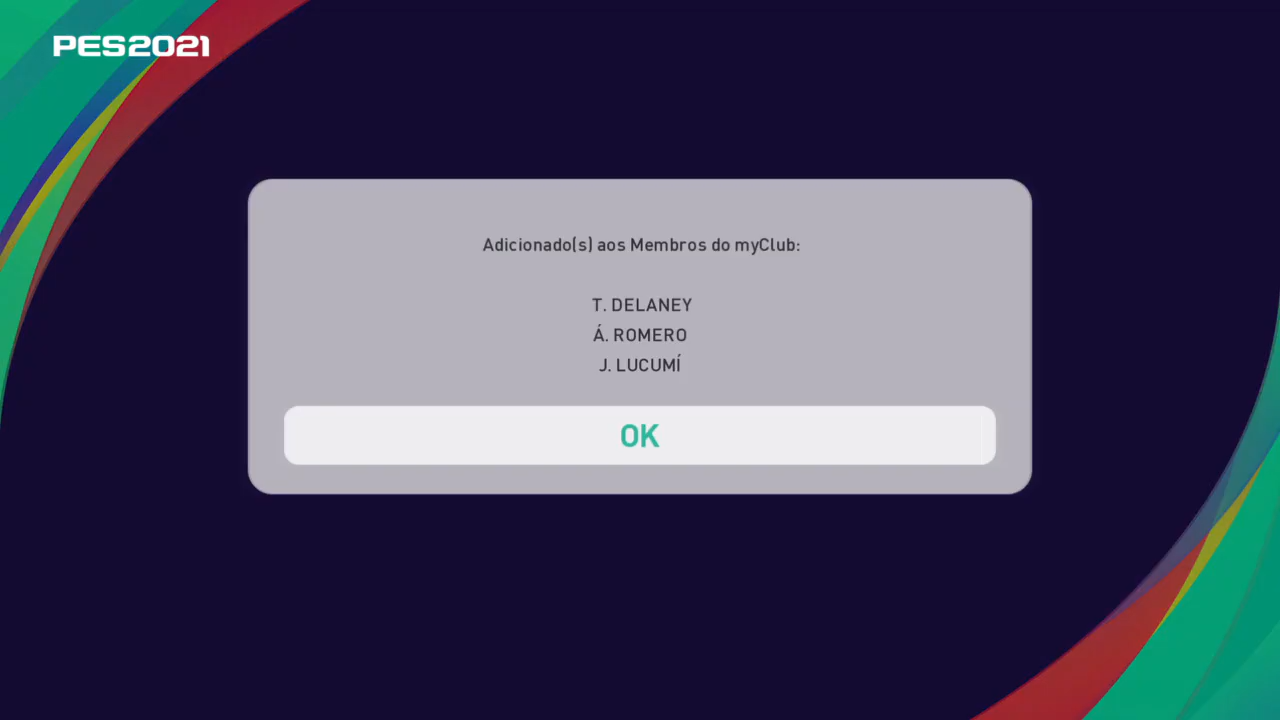 PES2021
Adicionado(s) aos Membros do myClub:
T. DELANEY
Á. ROMERO
J. LUCUMÍ
OK